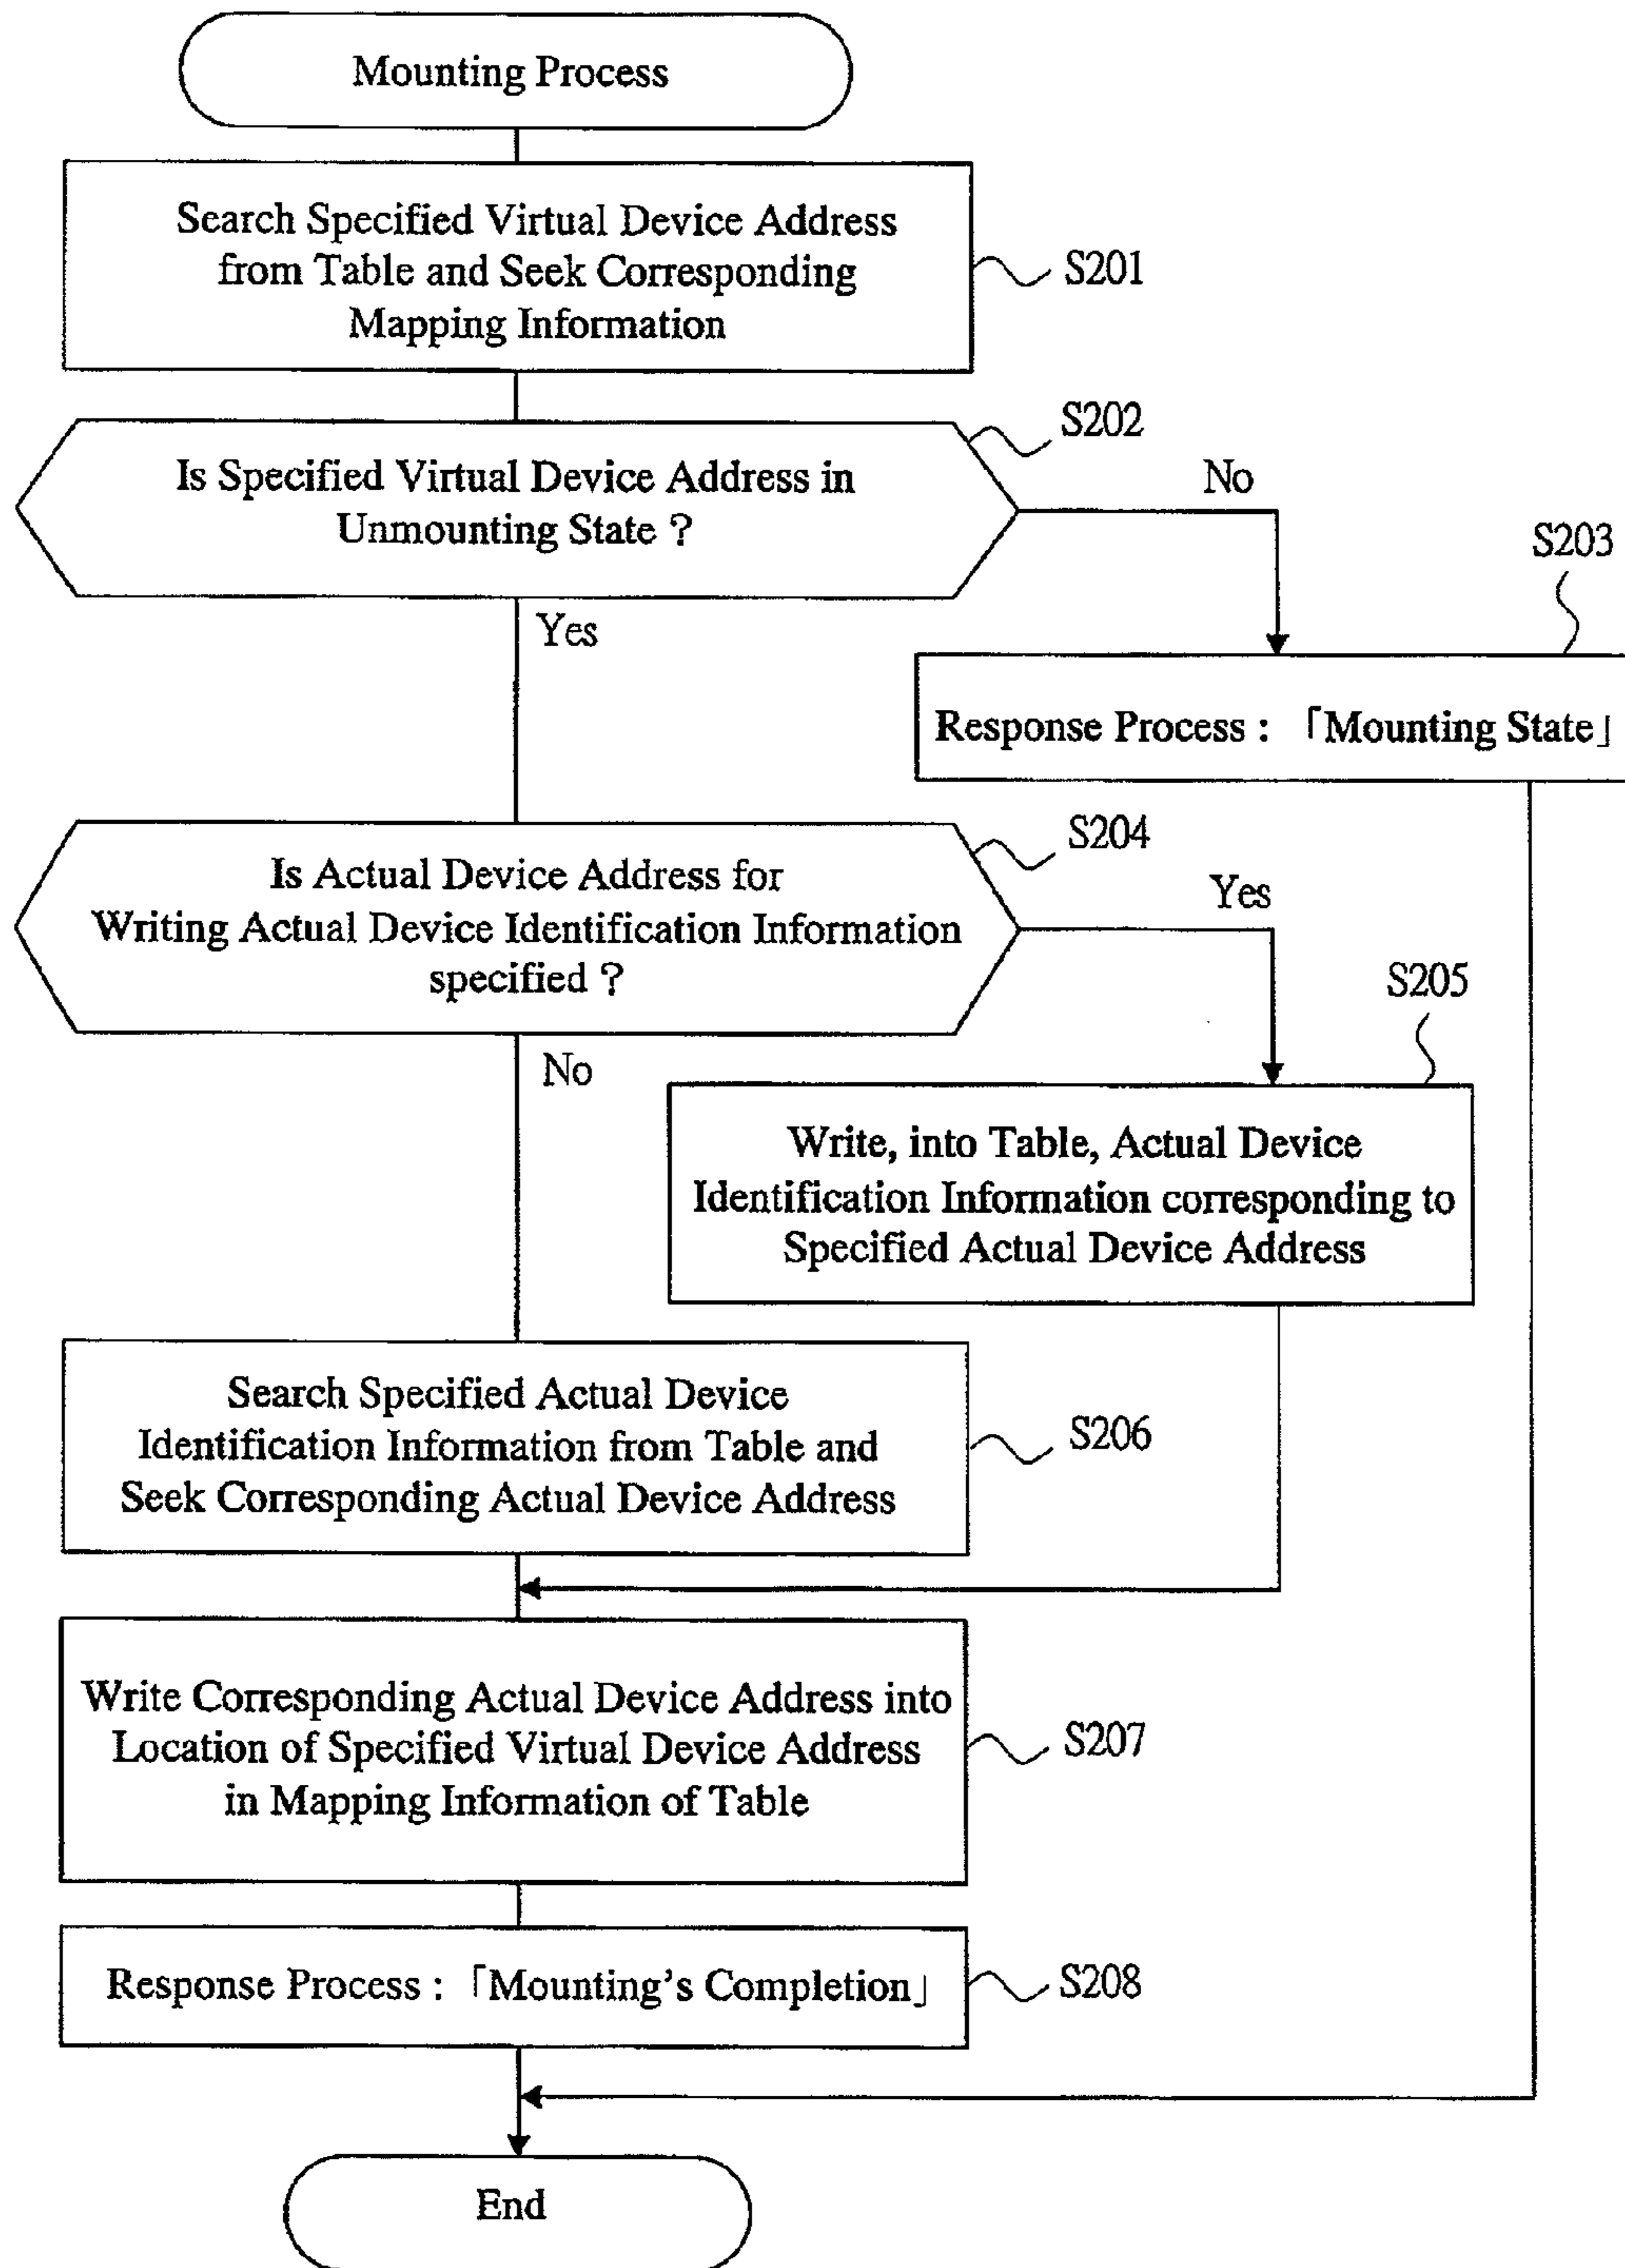 Mounting Process
Search Specified Virtual Device Address
from Table and Seek Corresponding
Mapping Information
S201
S202
Is Specified Virtual Device Address in
Unmounting State ?
No
Yes
S203
Response Process : 「Mounting State」
S204
Is Actual Device Address for
Writing Actual Device Identification Information
specified ?
Yes
No
S205
Write, into Table, Actual Device
Identification Information corresponding to
Specified Actual Device Address
Search Specified Actual Device
Identification Information from Table and
Seek Corresponding Actual Device Address
S206
Write Corresponding Actual Device Address into
Location of Specified Virtual Device Address
in Mapping Information of Table
S207
Response Process : 「Mounting's Completion」
S208
End